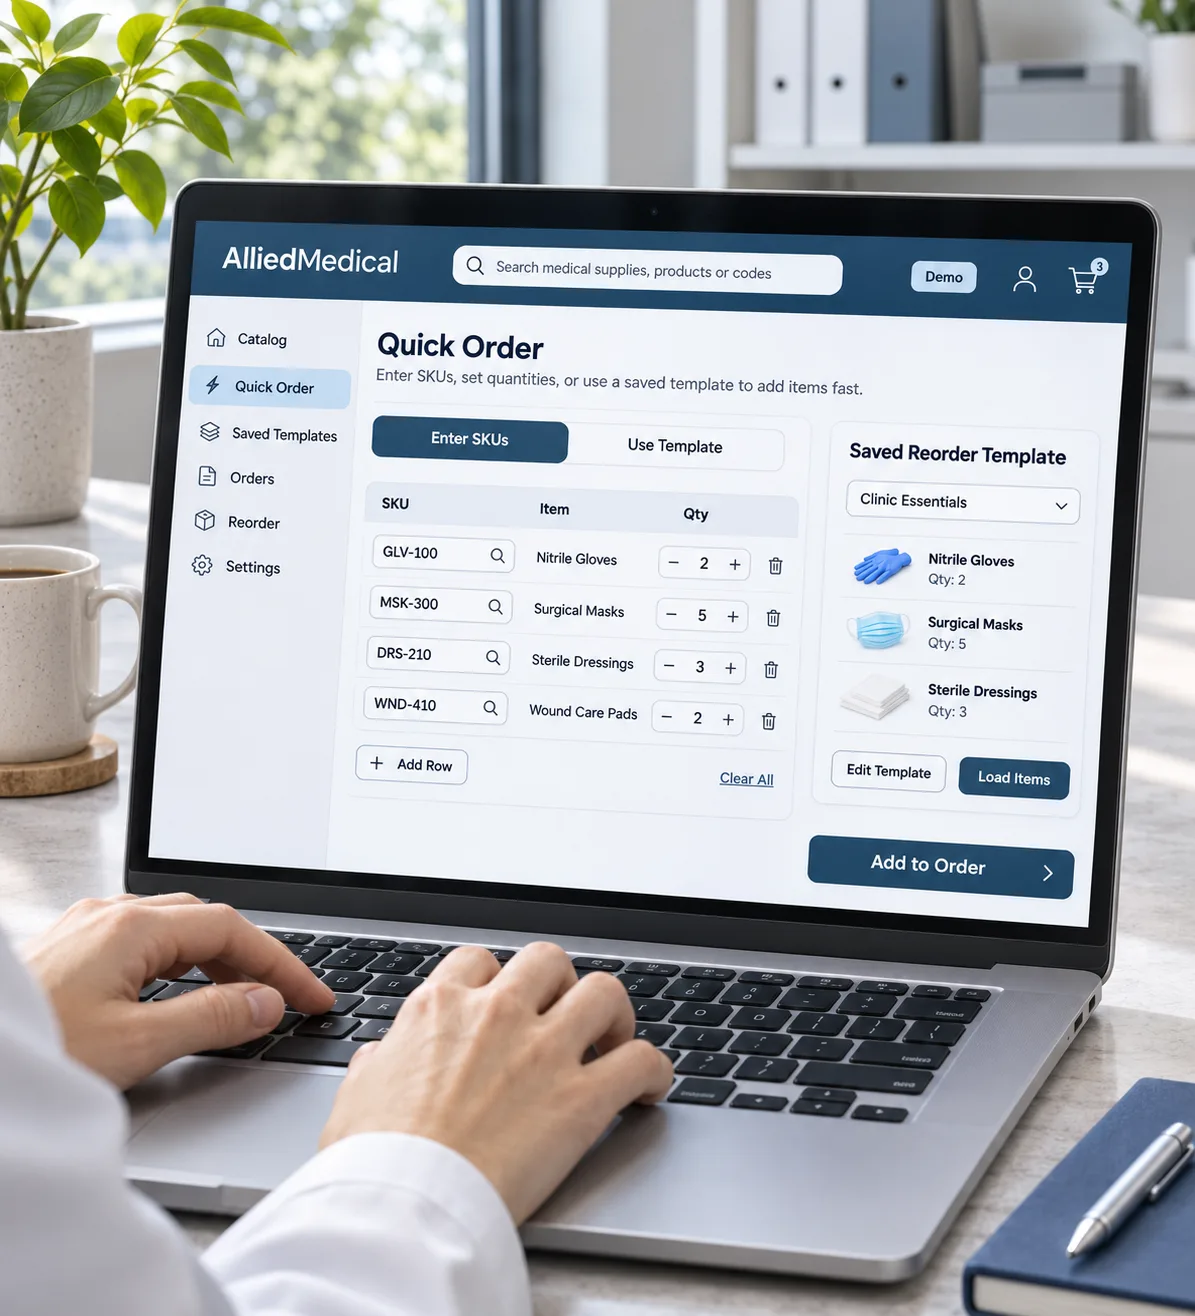 AlliedMedical
Search medical supplies, products or codes
Demo
3
Catalog
Quick Order
Saved Templates
Orders
Reorder
Settings
Quick Order
Enter SKUs, set quantities, or use a saved template to add items fast.
Enter SKUs
Use Template
SKU Item Qty
GLV-100 Nitrile Gloves − 2 +
MSK-300 Surgical Masks − 5 +
DRS-210 Sterile Dressings − 3 +
WND-410 Wound Care Pads − 2 +
+ Add Row
Clear All
Saved Reorder Template
Clinic Essentials
Nitrile Gloves
Qty: 2
Surgical Masks
Qty: 5
Sterile Dressings
Qty: 3
Edit Template
Load Items
Add to Order